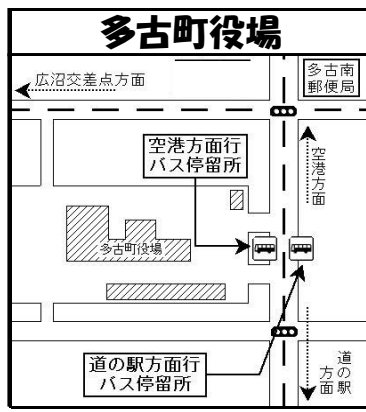 多古町役場
広沼交差点方面
多古南
郵便局
空港方面行
バス停留所
空港方面
多古町役場
道の駅方面行
バス停留所
道の駅
方面